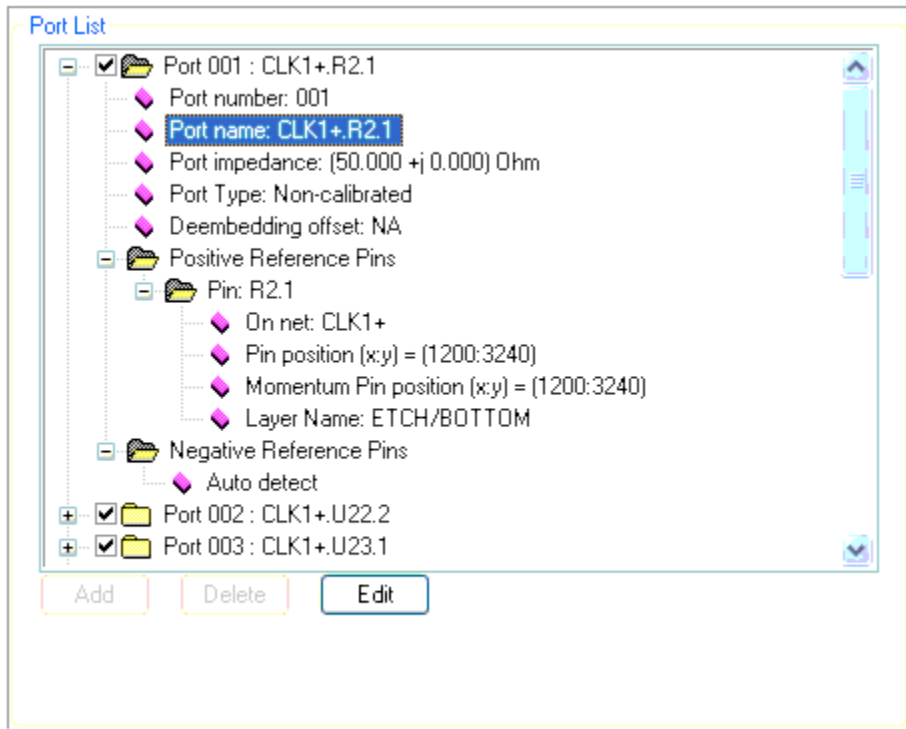 Port List
Port 001 : CLK1+.R2.1
Port number: 001
Port name: CLK1+.R2.1
Port impedance: (50.000 +j 0.000) Ohm
Port Type: Non-calibrated
Deembedding offset: NA
Positive Reference Pins
Pin: R2.1
On net: CLK1+
Pin position (x:y) = (1200:3240)
Momentum Pin position (x:y) = (1200:3240)
Layer Name: ETCH/BOTTOM
Negative Reference Pins
Auto detect
Port 002 : CLK1+.U22.2
Port 003 : CLK1+.U23.1
Add Delete Edit